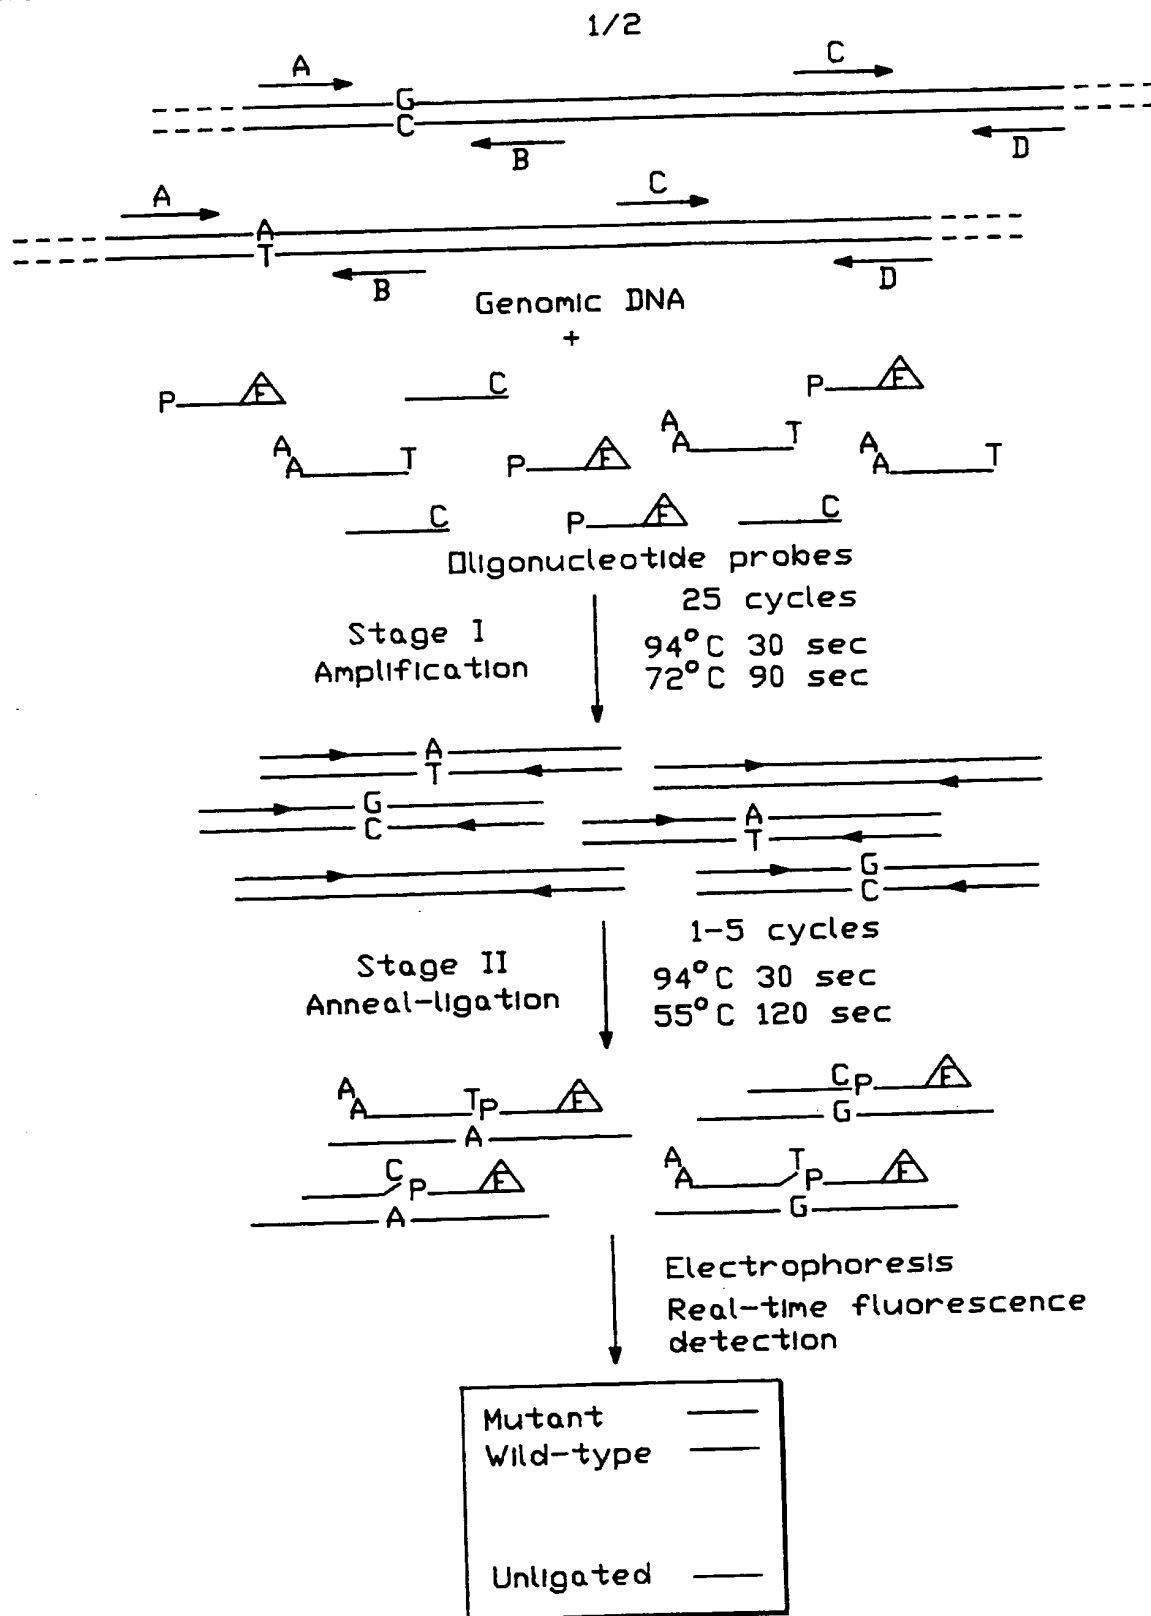 1/2
A C
G
C
B D
A C
A
T
B D
Genomic DNA
+
P F C P F
A A T P F A A T A A T
C P F C
Oligonucleotide probes
25 cycles
Stage I
Amplification
94°C 30 sec
72°C 90 sec
A
T
G
C
A
T
G
C
1-5 cycles
Stage II
Anneal-ligation
94°C 30 sec
55°C 120 sec
A A T P F
A
C P F
G
C P F
A
A A T P F
G
Electrophoresis
Real-time fluorescence
detection
Mutant
Wild-type
Unligated